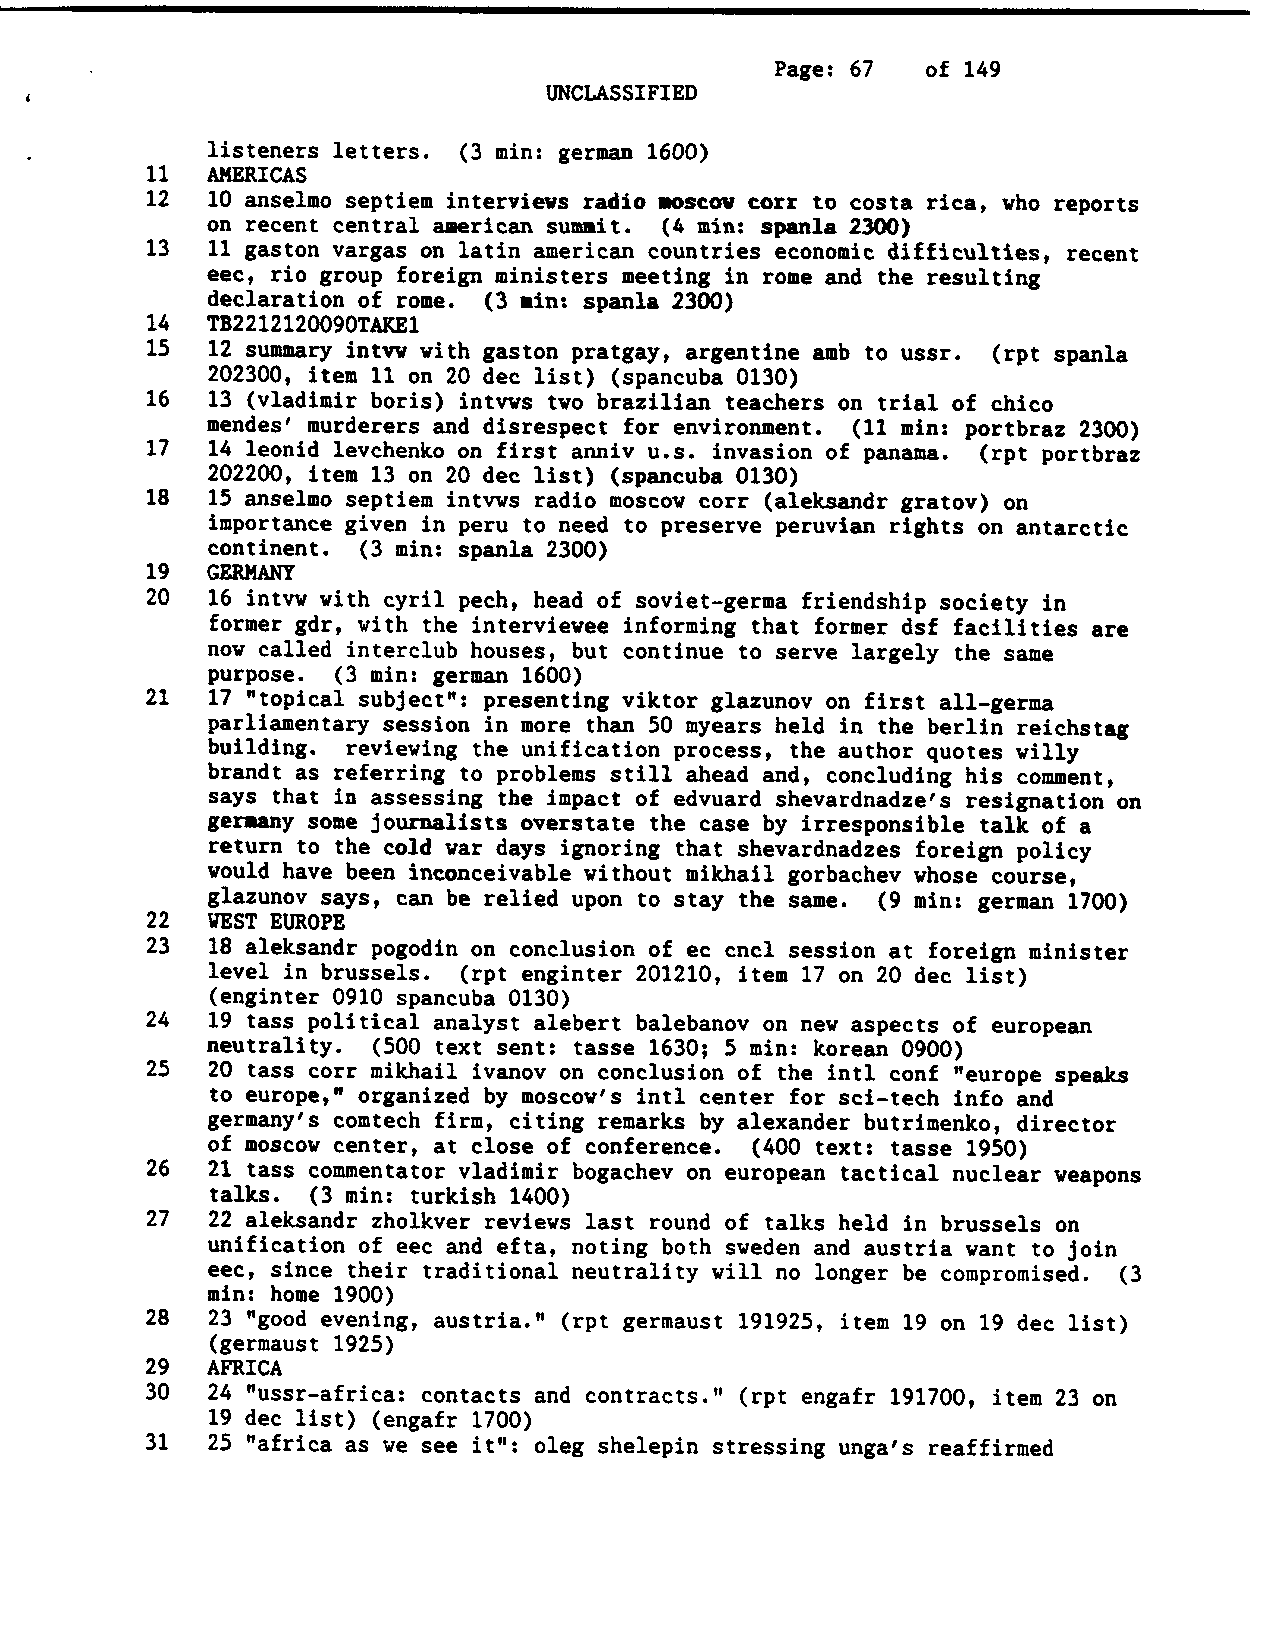 Page: 67 of 149
UNCLASSIFIED
listeners letters. (3 min: german 1600)
11 AMERICAS
12 10 anselmo septiem interviews radio moscow corr to costa rica, who reports
on recent central american summit. (4 min: spanla 2300)
13 11 gaston vargas on latin american countries economic difficulties, recent
eec, rio group foreign ministers meeting in rome and the resulting
declaration of rome. (3 min: spanla 2300)
14 TB2212120090TAKE1
15 12 summary intvw with gaston pratgay, argentine amb to ussr. (rpt spanla
202300, item 11 on 20 dec list) (spancuba 0130)
16 13 (vladimir boris) intvws two brazilian teachers on trial of chico
mendes' murderers and disrespect for environment. (11 min: portbraz 2300)
17 14 leonid levchenko on first anniv u.s. invasion of panama. (rpt portbraz
202200, item 13 on 20 dec list) (spancuba 0130)
18 15 anselmo septiem intvws radio moscow corr (aleksandr gratov) on
importance given in peru to need to preserve peruvian rights on antarctic
continent. (3 min: spanla 2300)
19 GERMANY
20 16 intvw with cyril pech, head of soviet-germa friendship society in
former gdr, with the interviewee informing that former dsf facilities are
now called interclub houses, but continue to serve largely the same
purpose. (3 min: german 1600)
21 17 "topical subject": presenting viktor glazunov on first all-germa
parliamentary session in more than 50 myears held in the berlin reichstag
building. reviewing the unification process, the author quotes willy
brandt as referring to problems still ahead and, concluding his comment,
says that in assessing the impact of edvuard shevardnadze's resignation on
germany some journalists overstate the case by irresponsible talk of a
return to the cold war days ignoring that shevardnadzes foreign policy
would have been inconceivable without mikhail gorbachev whose course,
glazunov says, can be relied upon to stay the same. (9 min: german 1700)
22 WEST EUROPE
23 18 aleksandr pogodin on conclusion of ec cncl session at foreign minister
level in brussels. (rpt enginter 201210, item 17 on 20 dec list)
(enginter 0910 spancuba 0130)
24 19 tass political analyst alebert balebanov on new aspects of european
neutrality. (500 text sent: tasse 1630; 5 min: korean 0900)
25 20 tass corr mikhail ivanov on conclusion of the intl conf "europe speaks
to europe," organized by moscow's intl center for sci-tech info and
germany's comtech firm, citing remarks by alexander butrimenko, director
of moscow center, at close of conference. (400 text: tasse 1950)
26 21 tass commentator vladimir bogachev on european tactical nuclear weapons
talks. (3 min: turkish 1400)
27 22 aleksandr zholkver reviews last round of talks held in brussels on
unification of eec and efta, noting both sweden and austria want to join
eec, since their traditional neutrality will no longer be compromised. (3
min: home 1900)
28 23 "good evening, austria." (rpt germaust 191925, item 19 on 19 dec list)
(germaust 1925)
29 AFRICA
30 24 "ussr-africa: contacts and contracts." (rpt engafr 191700, item 23 on
19 dec list) (engafr 1700)
31 25 "africa as we see it": oleg shelepin stressing unga's reaffirmed